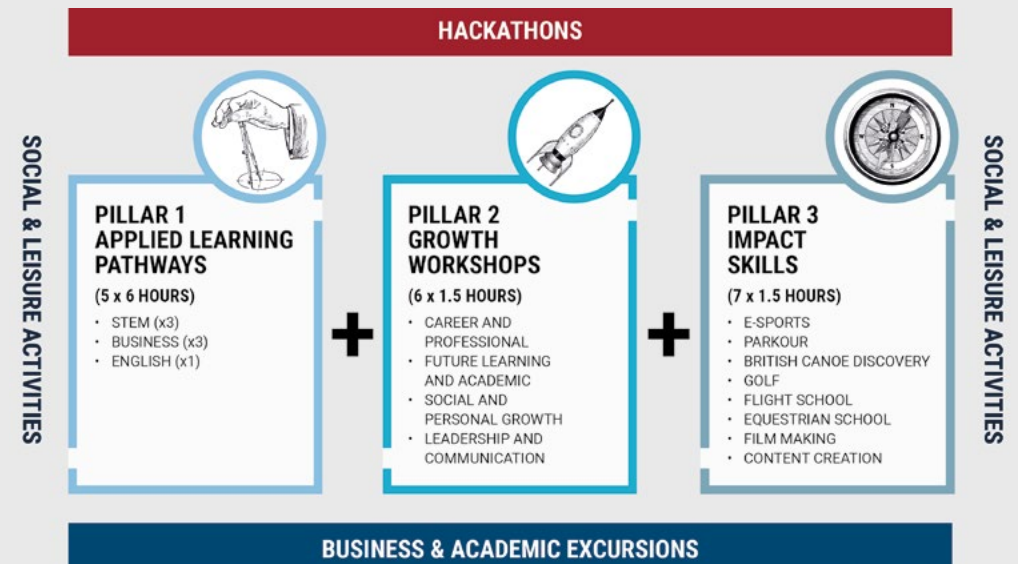 HACKATHONS
SOCIAL & LEISURE ACTIVITIES
PILLAR 1
APPLIED LEARNING
PATHWAYS
(5 x 6 HOURS)
• STEM (x3)
• BUSINESS (x3)
• ENGLISH (x1)
+
PILLAR 2
GROWTH
WORKSHOPS
(6 x 1.5 HOURS)
• CAREER AND
PROFESSIONAL
• FUTURE LEARNING
AND ACADEMIC
• SOCIAL AND
PERSONAL GROWTH
• LEADERSHIP AND
COMMUNICATION
+
PILLAR 3
IMPACT
SKILLS
(7 x 1.5 HOURS)
• E-SPORTS
• PARKOUR
• BRITISH CANOE DISCOVERY
• GOLF
• FLIGHT SCHOOL
• EQUESTRIAN SCHOOL
• FILM MAKING
• CONTENT CREATION
SOCIAL & LEISURE ACTIVITIES
BUSINESS & ACADEMIC EXCURSIONS